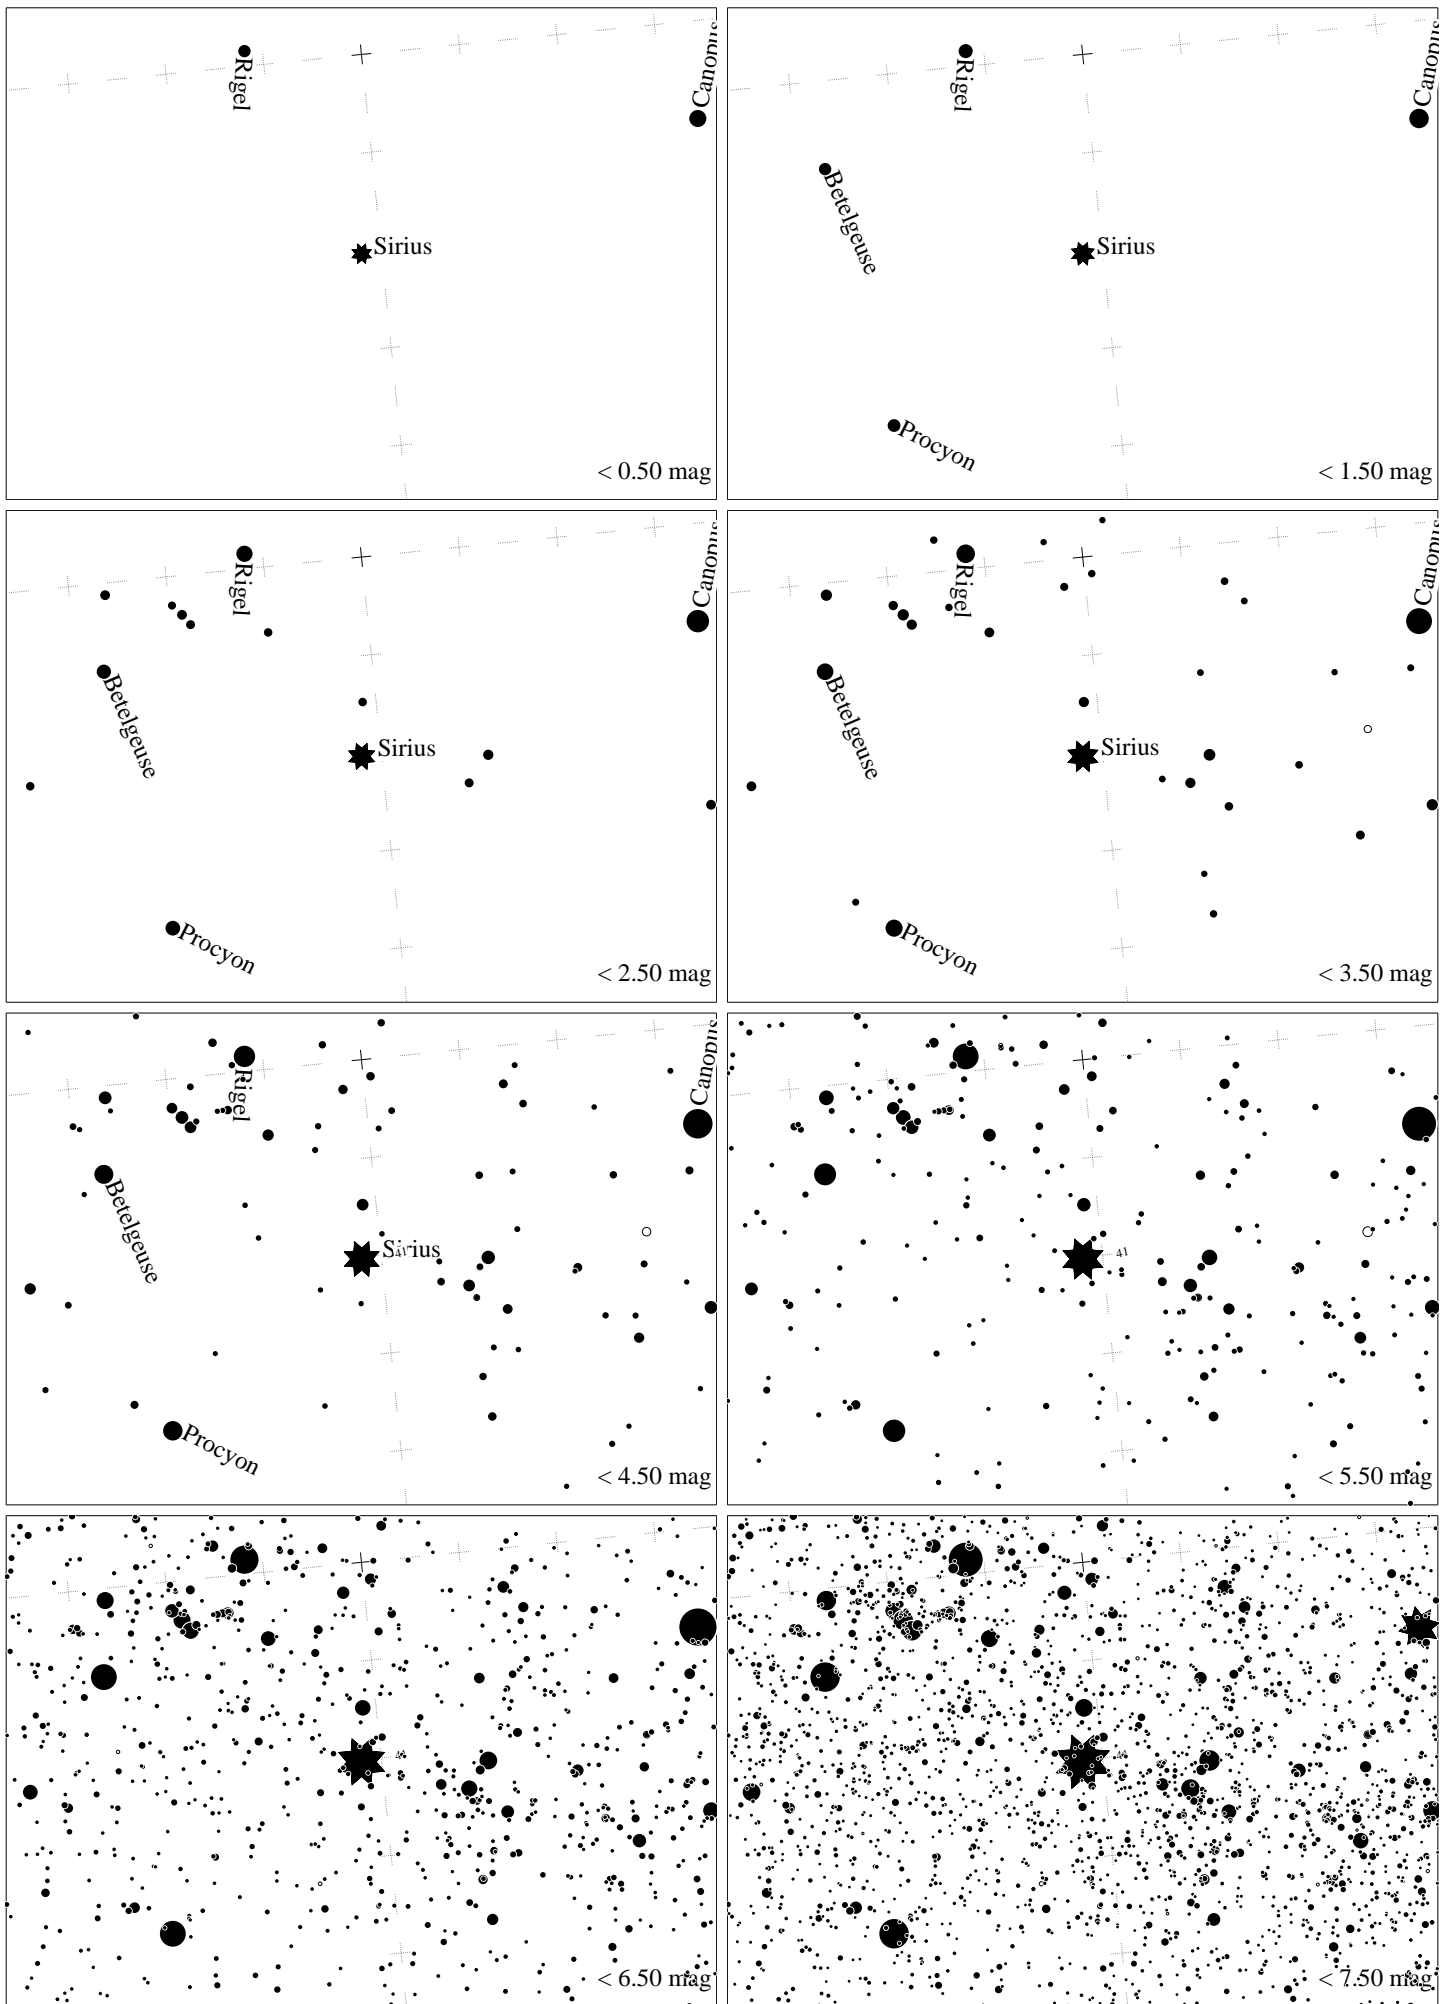 Rigel
Canopus
Sirius
< 0.50 mag
Rigel
Canopus
Betelgeuse
Sirius
Procyon
< 1.50 mag
Rigel
Canopus
Betelgeuse
Sirius
Procyon
< 2.50 mag
Rigel
Canopus
Betelgeuse
Sirius
Procyon
< 3.50 mag
Rigel
Canopus
Betelgeuse
Sirius
41
Procyon
< 4.50 mag
41
< 5.50 mag
< 6.50 mag
< 7.50 mag